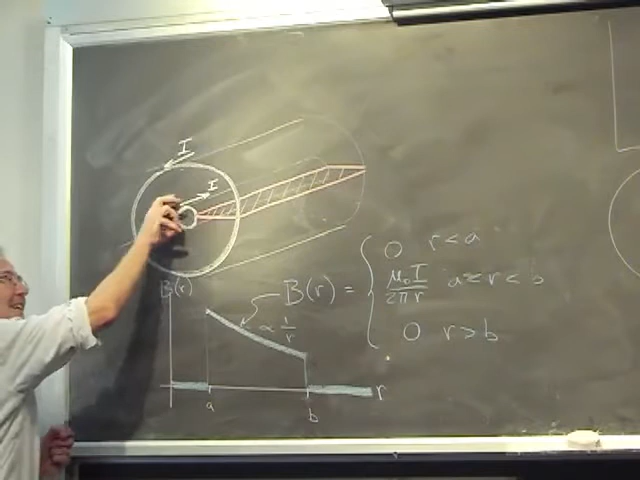 I
I
B(r)
∝ 1/r
a
b
r
B(r) = { 0 r < a
μ₀I/2πr a < r < b
0 r > b